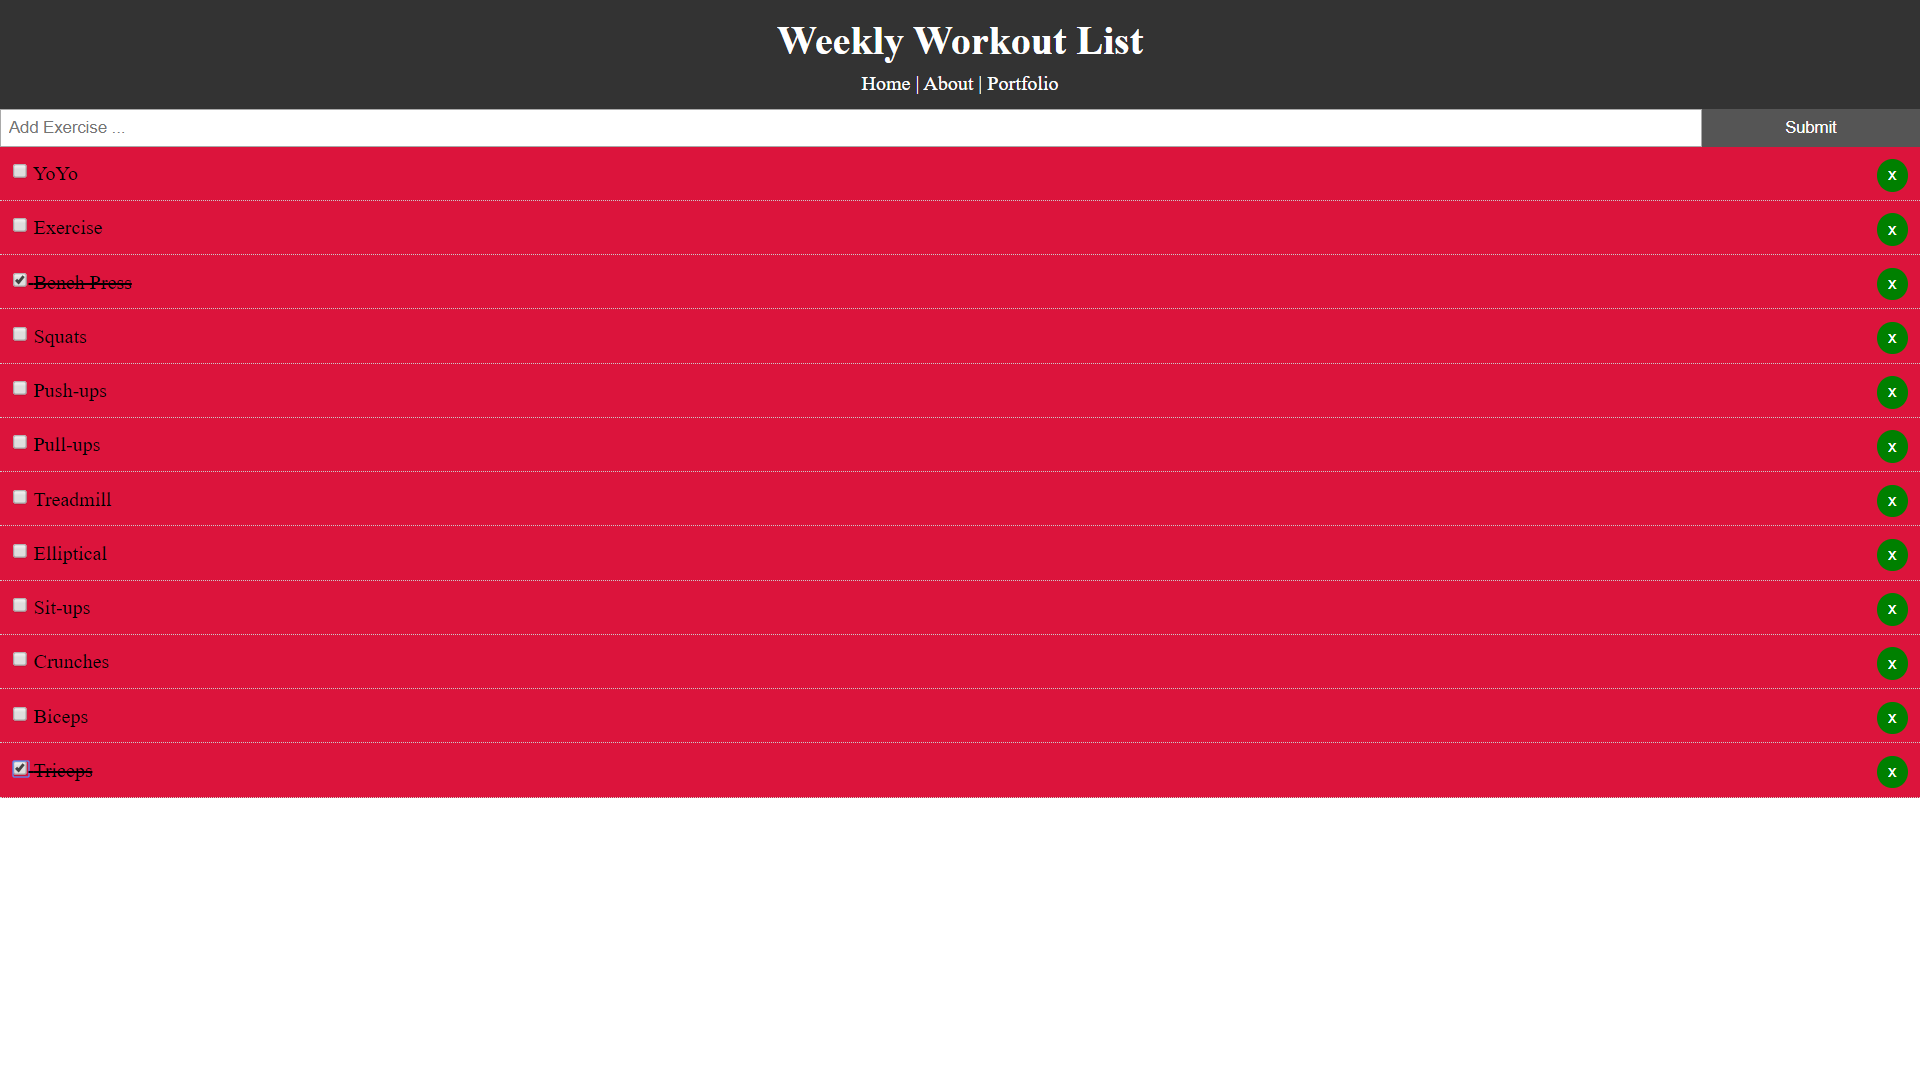 Weekly Workout List
Home | About | Portfolio
Add Exercise ... Submit
YoYo x
Exercise x
Bench Press x
Squats x
Push-ups x
Pull-ups x
Treadmill x
Elliptical x
Sit-ups x
Crunches x
Biceps x
Triceps x